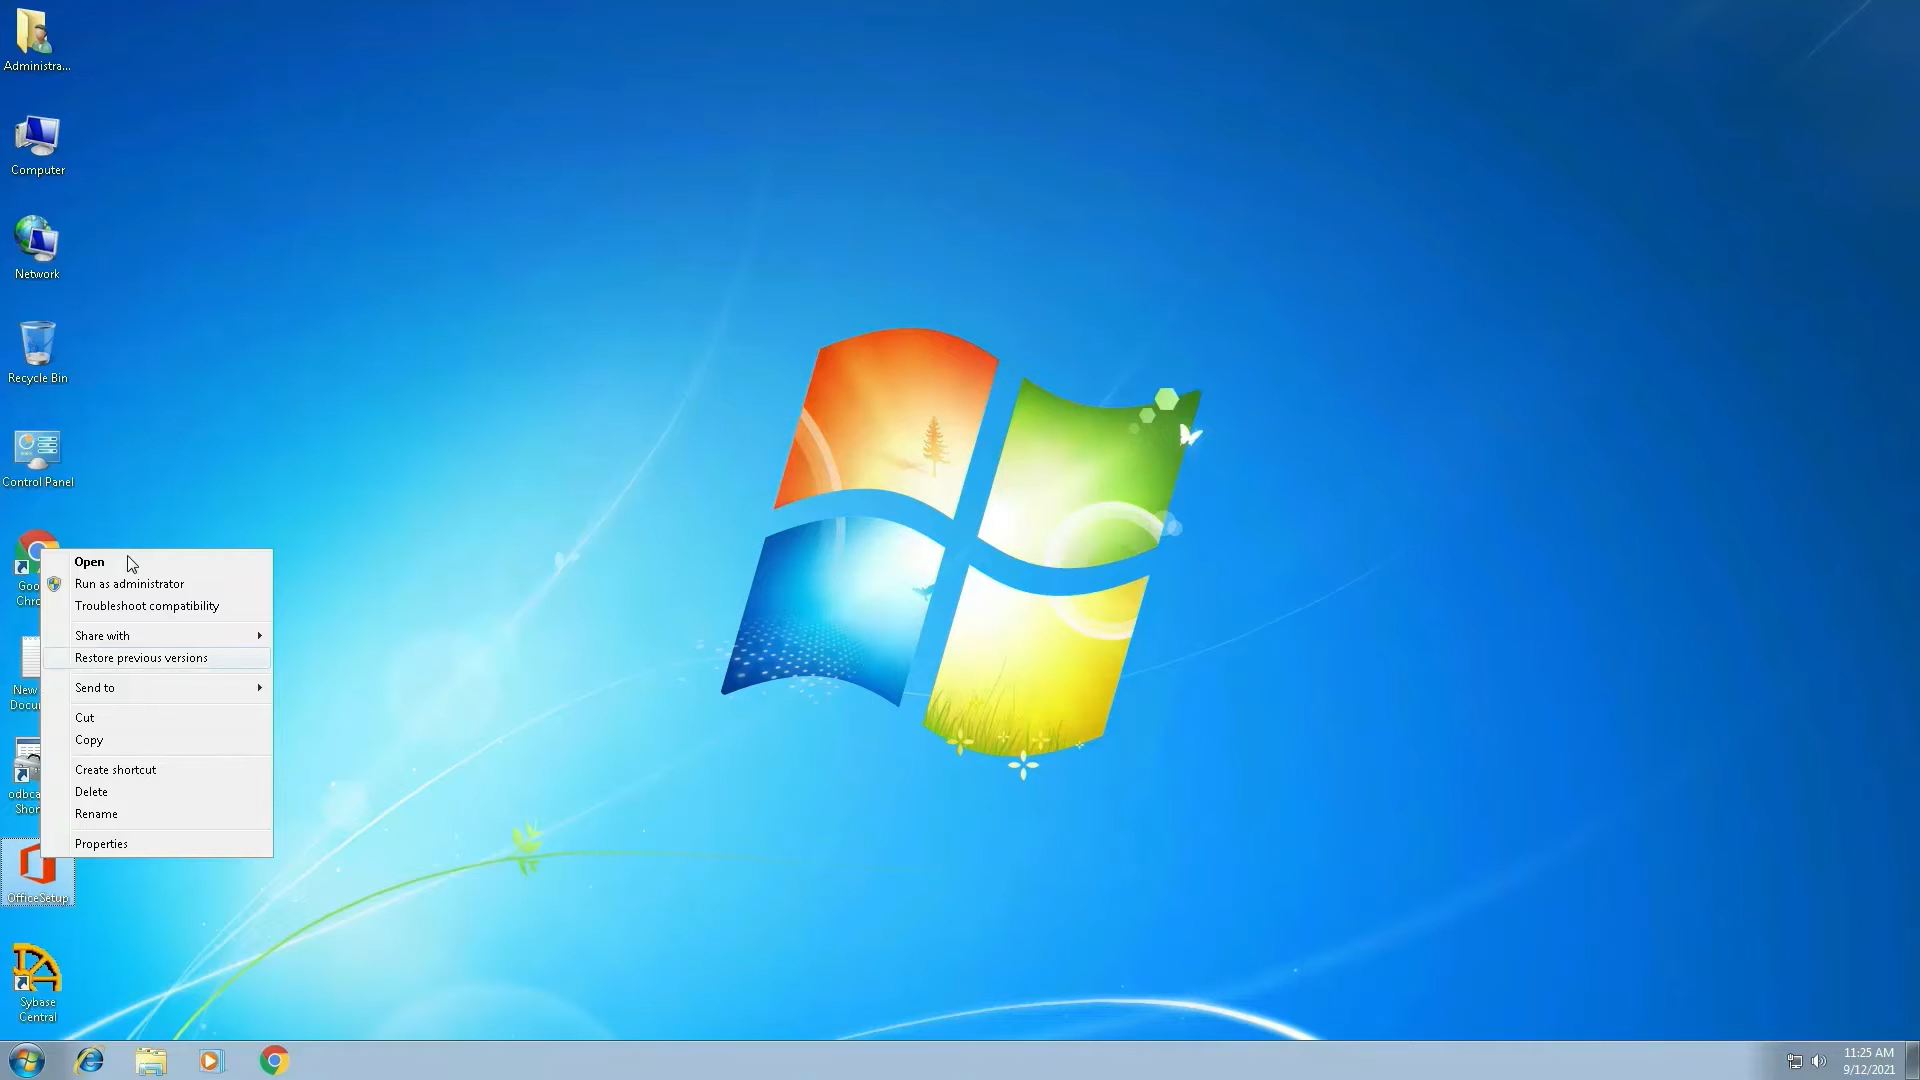 Administra...
Computer
Network
Recycle Bin
Control Panel
Goo
Chro
New
Docu
odbca
Shor
OfficeSetup
Sybase
Central
Open
Run as administrator
Troubleshoot compatibility
Share with
Restore previous versions
Send to
Cut
Copy
Create shortcut
Delete
Rename
Properties
11:25 AM
9/12/2021